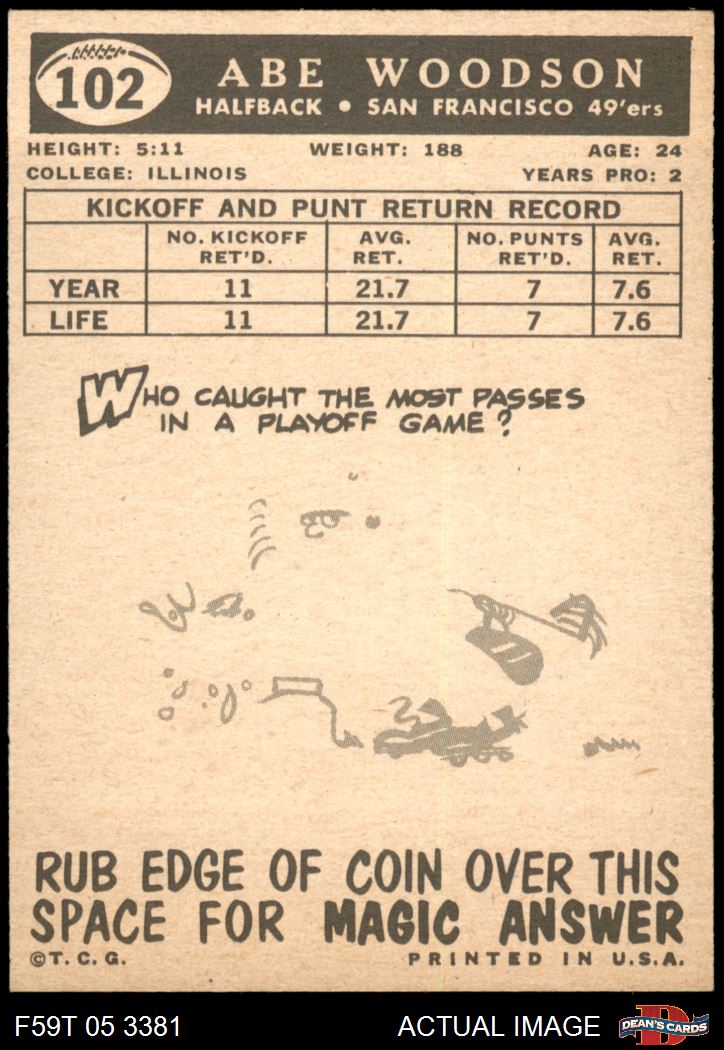 102
ABE WOODSON
HALFBACK • SAN FRANCISCO 49'ers
HEIGHT: 5:11 WEIGHT: 188 AGE: 24
COLLEGE: ILLINOIS YEARS PRO: 2
KICKOFF AND PUNT RETURN RECORD
NO. KICKOFF RET'D. AVG. RET. NO. PUNTS RET'D. AVG. RET.
YEAR 11 21.7 7 7.6
LIFE 11 21.7 7 7.6
WHO CAUGHT THE MOST PASSES
IN A PLAYOFF GAME?
RUB EDGE OF COIN OVER THIS
SPACE FOR MAGIC ANSWER
©T.C.G. PRINTED IN U.S.A.
F59T 05 3381 ACTUAL IMAGE D DEAN'S CARDS